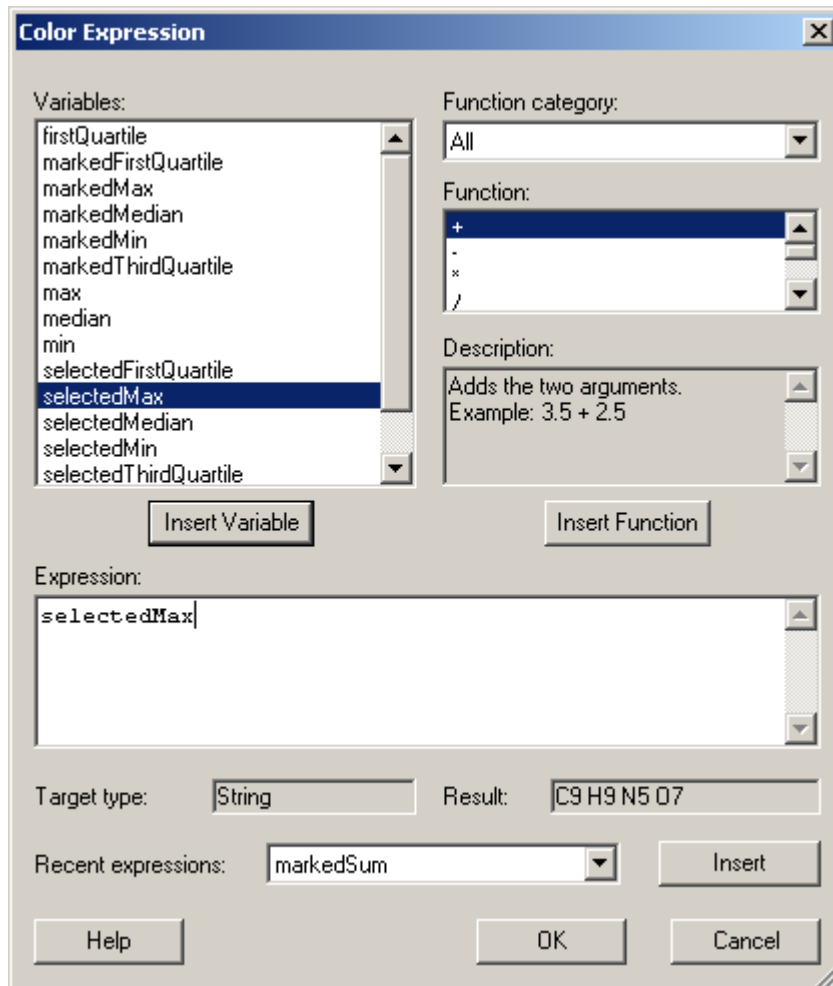 Color Expression
Variables:
firstQuartile
markedFirstQuartile
markedMax
markedMedian
markedMin
markedThirdQuartile
max
median
min
selectedFirstQuartile
selectedMax
selectedMedian
selectedMin
selectedThirdQuartile
Insert Variable
Function category:
All
Function:
+
-
*
/
Description:
Adds the two arguments.
Example: 3.5 + 2.5
Insert Function
Expression:
selectedMax
Target type: String Result: C9 H9 N5 O7
Recent expressions: markedSum Insert
Help OK Cancel